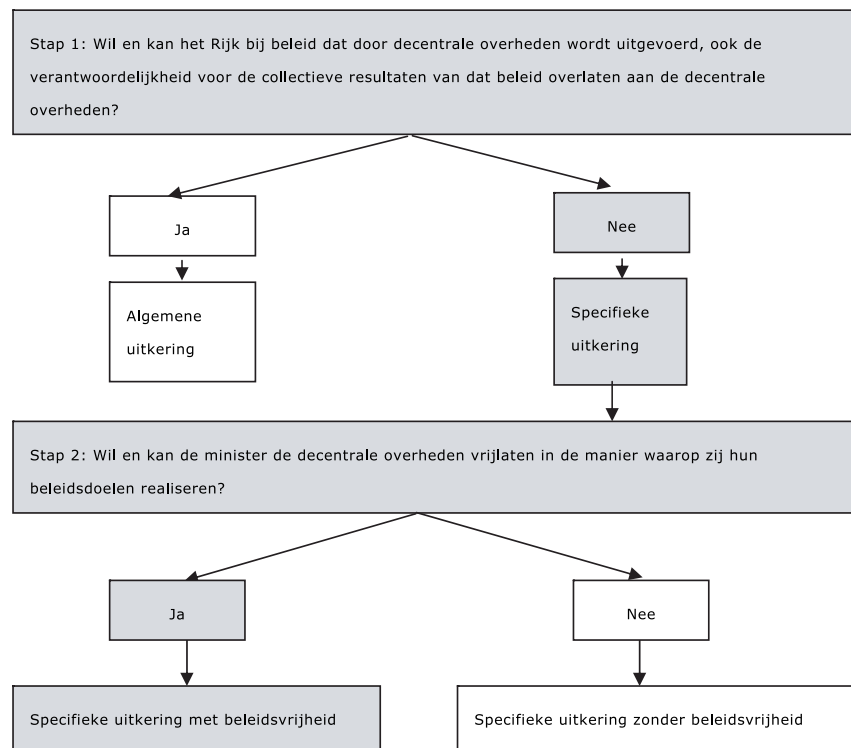 Stap 1: Wil en kan het Rijk bij beleid dat door decentrale overheden wordt uitgevoerd, ook de
verantwoordelijkheid voor de collectieve resultaten van dat beleid overlaten aan de decentrale
overheden?
Ja
Nee
Algemene
uitkering
Specifieke
uitkering
Stap 2: Wil en kan de minister de decentrale overheden vrijlaten in de manier waarop zij hun
beleidsdoelen realiseren?
Ja
Nee
Specifieke uitkering met beleidsvrijheid
Specifieke uitkering zonder beleidsvrijheid